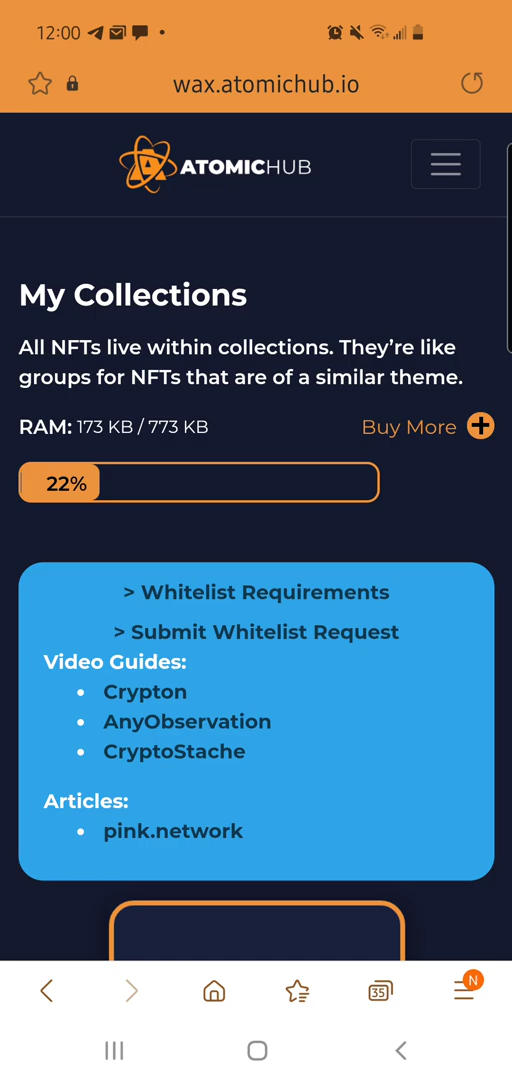 12:00
wax.atomichub.io
ATOMICHUB
My Collections
All NFTs live within collections. They're like
groups for NFTs that are of a similar theme.
RAM: 173 KB / 773 KB
Buy More
22%
> Whitelist Requirements
> Submit Whitelist Request
Video Guides:
• Crypton
• AnyObservation
• CryptoStache
Articles:
• pink.network
35
N